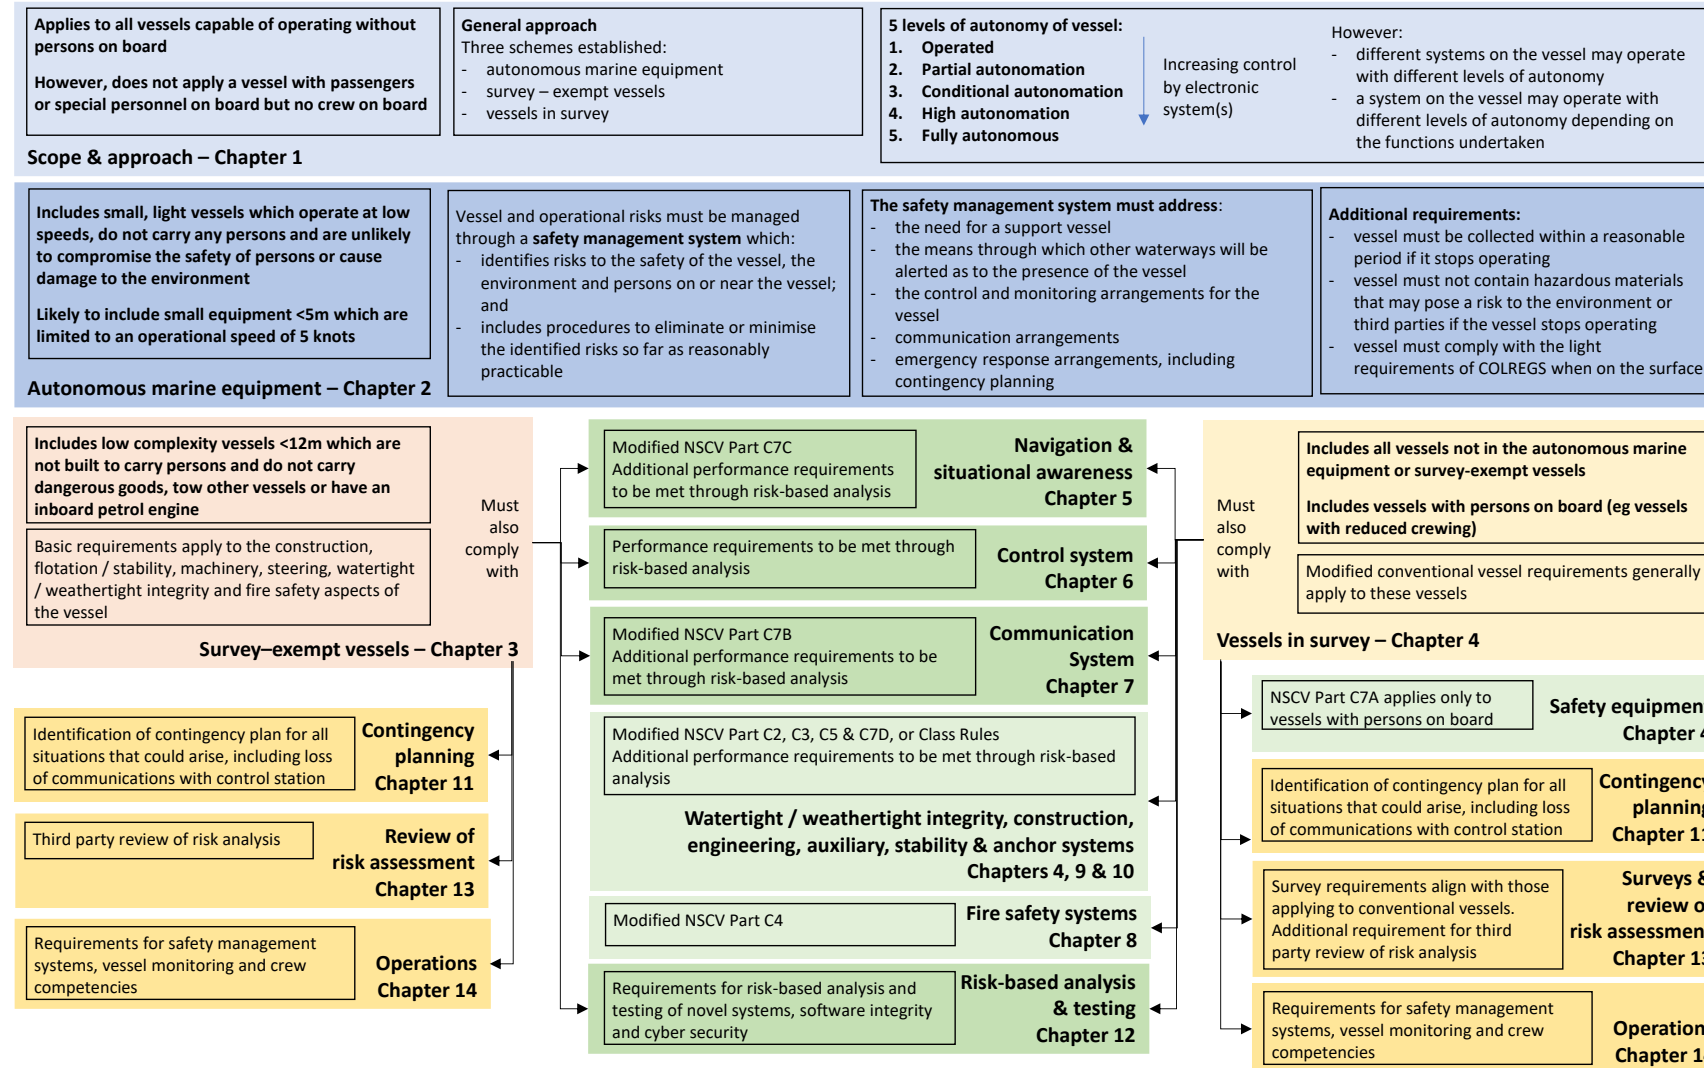 Applies to all vessels capable of operating without
persons on board
However, does not apply a vessel with passengers
or special personnel on board but no crew on board
General approach
Three schemes established:
- autonomous marine equipment
- survey – exempt vessels
- vessels in survey
5 levels of autonomy of vessel:
1. Operated
2. Partial autonomation
3. Conditional autonomation
4. High autonomation
5. Fully autonomous
Increasing control
by electronic
system(s)
However:
- different systems on the vessel may operate
with different levels of autonomy
- a system on the vessel may operate with
different levels of autonomy depending on
the functions undertaken
Scope & approach – Chapter 1
Includes small, light vessels which operate at low
speeds, do not carry any persons and are unlikely
to compromise the safety of persons or cause
damage to the environment
Likely to include small equipment <5m which are
limited to an operational speed of 5 knots
Vessel and operational risks must be managed
through a safety management system which:
- identifies risks to the safety of the vessel, the
environment and persons on or near the vessel;
and
- includes procedures to eliminate or minimise
the identified risks so far as reasonably
practicable
The safety management system must address:
- the need for a support vessel
- the means through which other waterways will be
alerted as to the presence of the vessel
- the control and monitoring arrangements for the
vessel
- communication arrangements
- emergency response arrangements, including
contingency planning
Additional requirements:
- vessel must be collected within a reasonable
period if it stops operating
- vessel must not contain hazardous materials
that may pose a risk to the environment or
third parties if the vessel stops operating
- vessel must comply with the light
requirements of COLREGS when on the surface
Autonomous marine equipment – Chapter 2
Includes low complexity vessels <12m which are
not built to carry persons and do not carry
dangerous goods, tow other vessels or have an
inboard petrol engine
Basic requirements apply to the construction,
flotation / stability, machinery, steering, watertight
/ weathertight integrity and fire safety aspects of
the vessel
Must
also
comply
with
Survey–exempt vessels – Chapter 3
Identification of contingency plan for all
situations that could arise, including loss
of communications with control station
Contingency
planning
Chapter 11
Third party review of risk analysis
Review of
risk assessment
Chapter 13
Requirements for safety management
systems, vessel monitoring and crew
competencies
Operations
Chapter 14
Modified NSCV Part C7C
Additional performance requirements
to be met through risk-based analysis
Navigation &
situational awareness
Chapter 5
Performance requirements to be met through
risk-based analysis
Control system
Chapter 6
Modified NSCV Part C7B
Additional performance requirements to be
met through risk-based analysis
Communication
System
Chapter 7
Modified NSCV Part C2, C3, C5 & C7D, or Class Rules
Additional performance requirements to be met through risk-based
analysis
Watertight / weathertight integrity, construction,
engineering, auxiliary, stability & anchor systems
Chapters 4, 9 & 10
Modified NSCV Part C4
Fire safety systems
Chapter 8
Requirements for risk-based analysis and
testing of novel systems, software integrity
and cyber security
Risk-based analysis
& testing
Chapter 12
Must
also
comply
with
Includes all vessels not in the autonomous marine
equipment or survey-exempt vessels
Includes vessels with persons on board (eg vessels
with reduced crewing)
Modified conventional vessel requirements generally
apply to these vessels
Vessels in survey – Chapter 4
NSCV Part C7A applies only to
vessels with persons on board
Safety equipment
Chapter 4
Identification of contingency plan for all
situations that could arise, including loss
of communications with control station
Contingency
planning
Chapter 11
Survey requirements align with those
applying to conventional vessels.
Additional requirement for third
party review of risk analysis
Surveys &
review of
risk assessment
Chapter 13
Requirements for safety management
systems, vessel monitoring and crew
competencies
Operation
Chapter